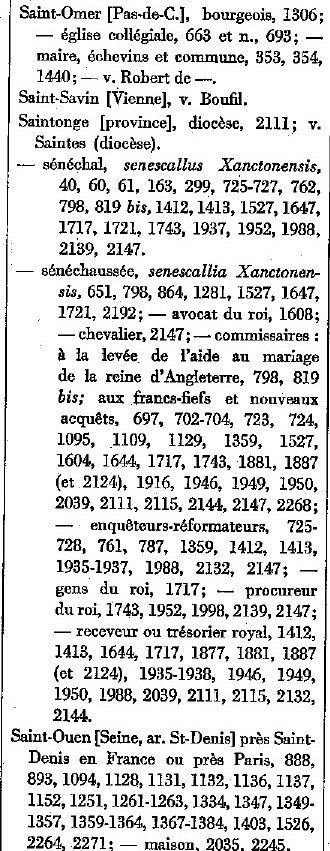 Saint-Omer [Pas-de-C.], bourgeois, 1306;
— église collégiale, 663 et n., 693; —
maire, échevins et commune, 353, 354,
1440; — v. Robert de —.
Saint-Savin [Vienne], v. Boufil.
Saintonge [province], diocèse, 2111; v.
Saintes (diocèse).
— sénéchal, senescallus Xanctonensis,
40, 60, 61, 163, 299, 725-727, 762,
798, 819 bis, 1412, 1413, 1527, 1647,
1717, 1721, 1743, 1937, 1952, 1988,
2139, 2147.
— sénéchaussée, senescallia Xanctonen-
sis, 651, 798, 864, 1281, 1527, 1647,
1721, 2192; — avocat du roi, 1608;
— chevalier, 2147; — commissaires :
à la levée de l'aide au mariage
de la reine d'Angleterre, 798, 819
bis; aux francs-fiefs et nouveaux
acquêts, 697, 702-704, 723, 724,
1095, 1109, 1129, 1359, 1527,
1604, 1644, 1717, 1743, 1881, 1887
(et 2124), 1916, 1946, 1949, 1950,
2039, 2111, 2115, 2144, 2147, 2268;
— enquêteurs-réformateurs, 725-
728, 761, 787, 1359, 1412, 1413,
1935-1937, 1988, 2132, 2147; —
gens du roi, 1717; — procureur
du roi, 1743, 1952, 1998, 2139, 2147;
— receveur ou trésorier royal, 1412,
1413, 1644, 1717, 1877, 1881, 1887
(et 2124), 1935-1938, 1946, 1949,
1950, 1988, 2039, 2111, 2115, 2132,
2144.
Saint-Ouen [Seine, ar. St-Denis] près Saint-
Denis en France ou près Paris, 888,
893, 1094, 1128, 1131, 1132, 1136, 1137,
1152, 1251, 1261-1263, 1334, 1347, 1349-
1357, 1359-1364, 1367-1384, 1403, 1526,
2264, 2271; — maison, 2035, 2245.